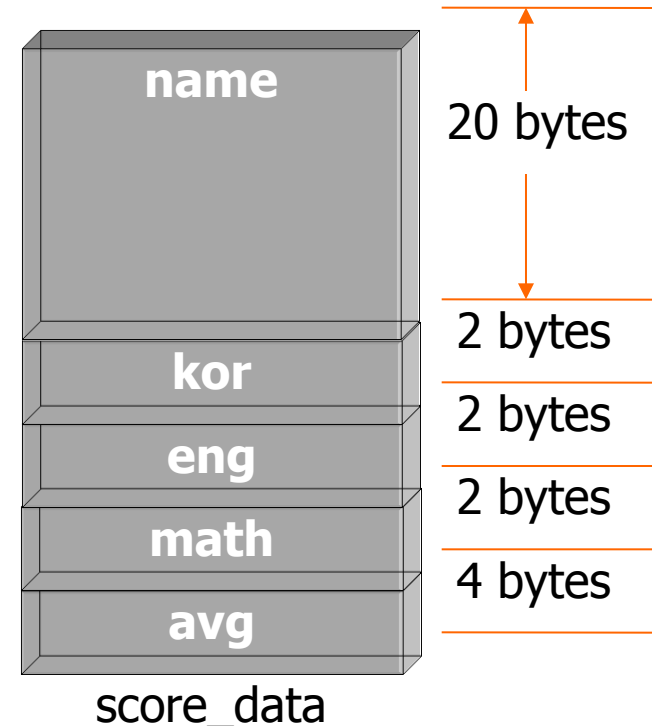 name
20 bytes
kor
2 bytes
eng
2 bytes
math
2 bytes
avg
4 bytes
score_data